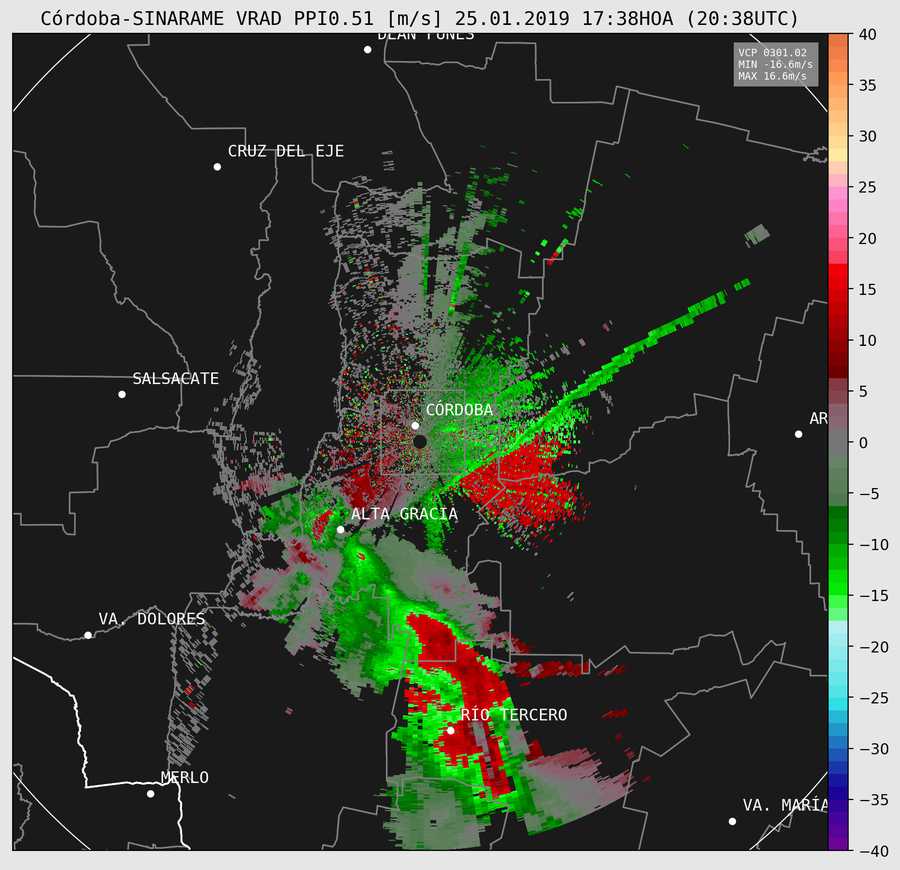 Córdoba-SINARAME VRAD PPI0.51 [m/s] 25.01.2019 17:38HOA (20:38UTC)
DEÁN FUNES
VCP 0301.02
MIN -16.6m/s
MAX 16.6m/s
CRUZ DEL EJE
SALSACATE
CÓRDOBA
AR
ALTA GRACIA
VA. DOLORES
RÍO TERCERO
MERLO
VA. MARÍA
40
35
30
25
20
15
10
5
0
−5
−10
−15
−20
−25
−30
−35
−40